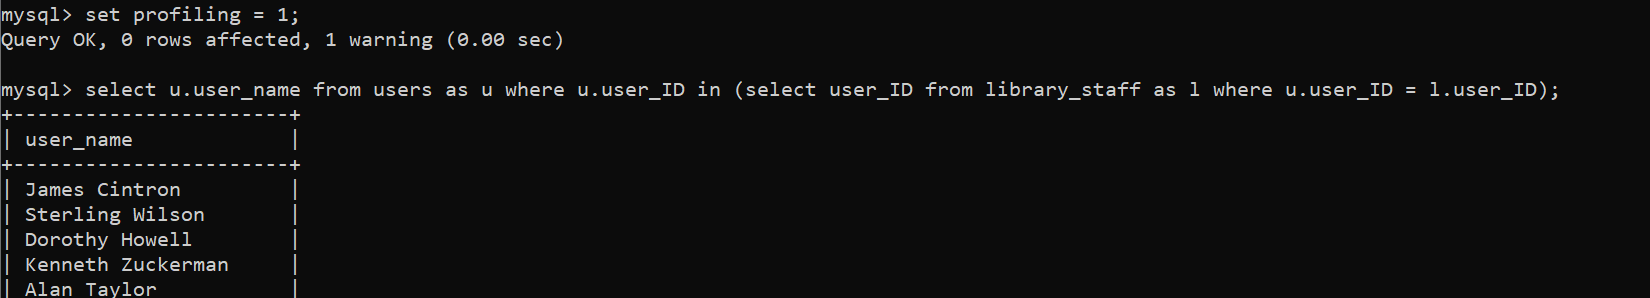 mysql> set profiling = 1;
Query OK, 0 rows affected, 1 warning (0.00 sec)
mysql> select u.user_name from users as u where u.user_ID in (select user_ID from library_staff as l where u.user_ID = l.user_ID);
+-----------------------+
| user_name             |
+-----------------------+
| James Cintron         |
| Sterling Wilson       |
| Dorothy Howell        |
| Kenneth Zuckerman     |
| Alan Taylor           |